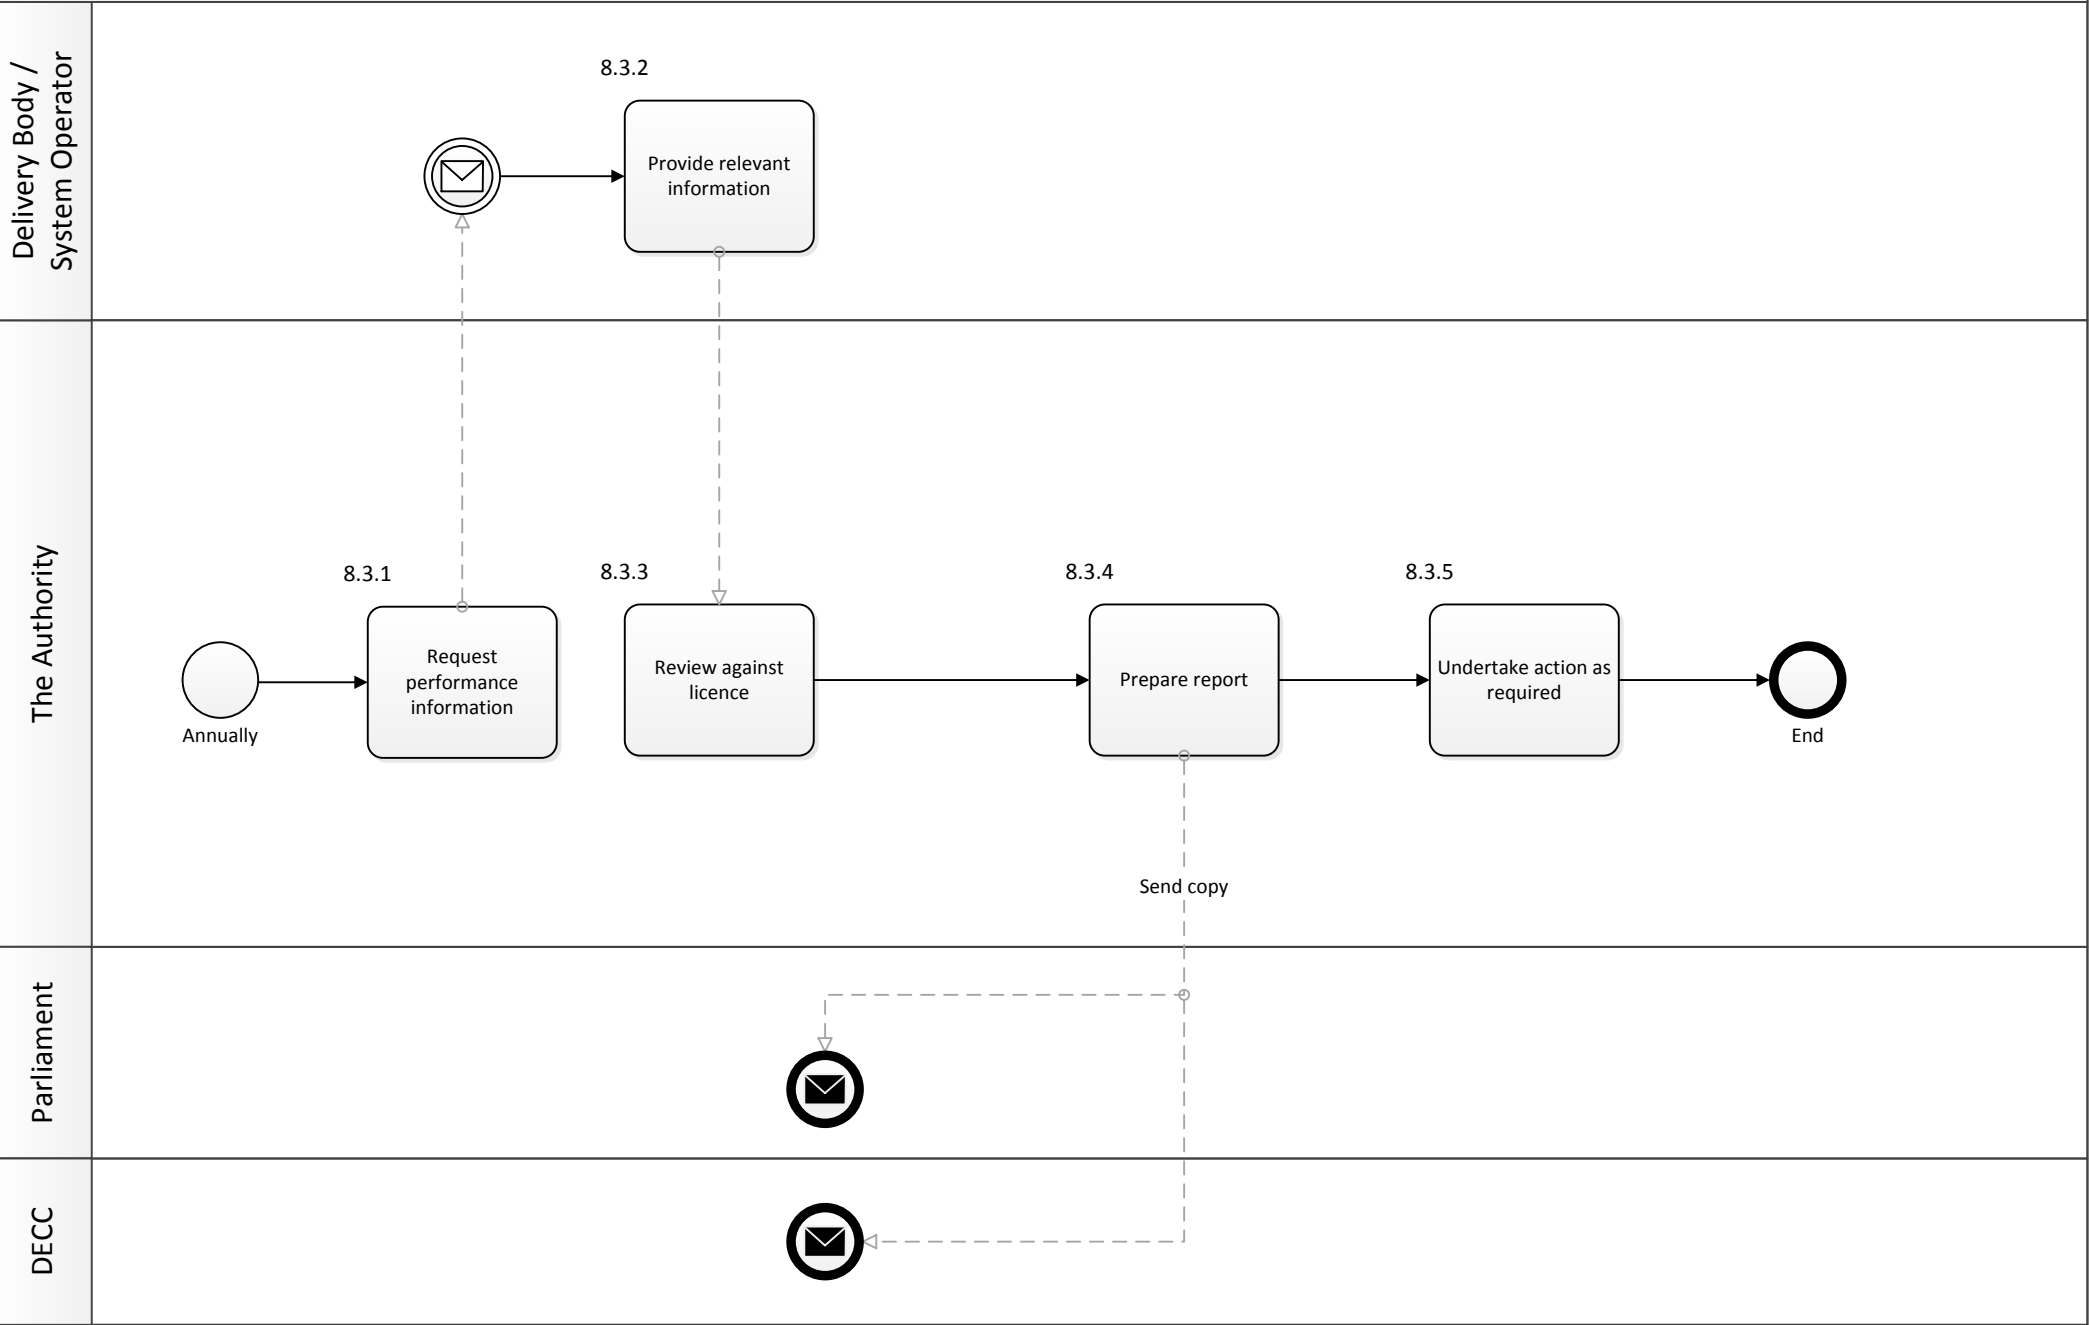 Delivery Body /
System Operator
8.3.2
Provide relevant
information
The Authority
8.3.1
8.3.3
8.3.4
8.3.5
Annually
Request
performance
information
Review against
licence
Prepare report
Undertake action as
required
End
Send copy
Parliament
DECC